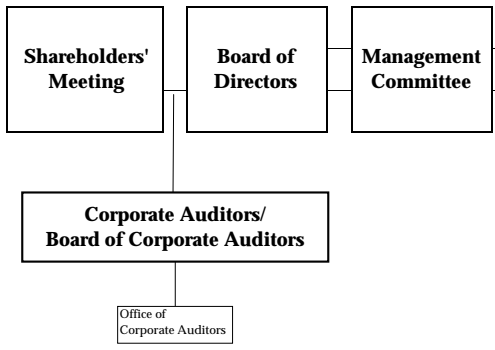 Shareholders'
Meeting
Board of
Directors
Management
Committee
Corporate Auditors/
Board of Corporate Auditors
Office of
Corporate Auditors